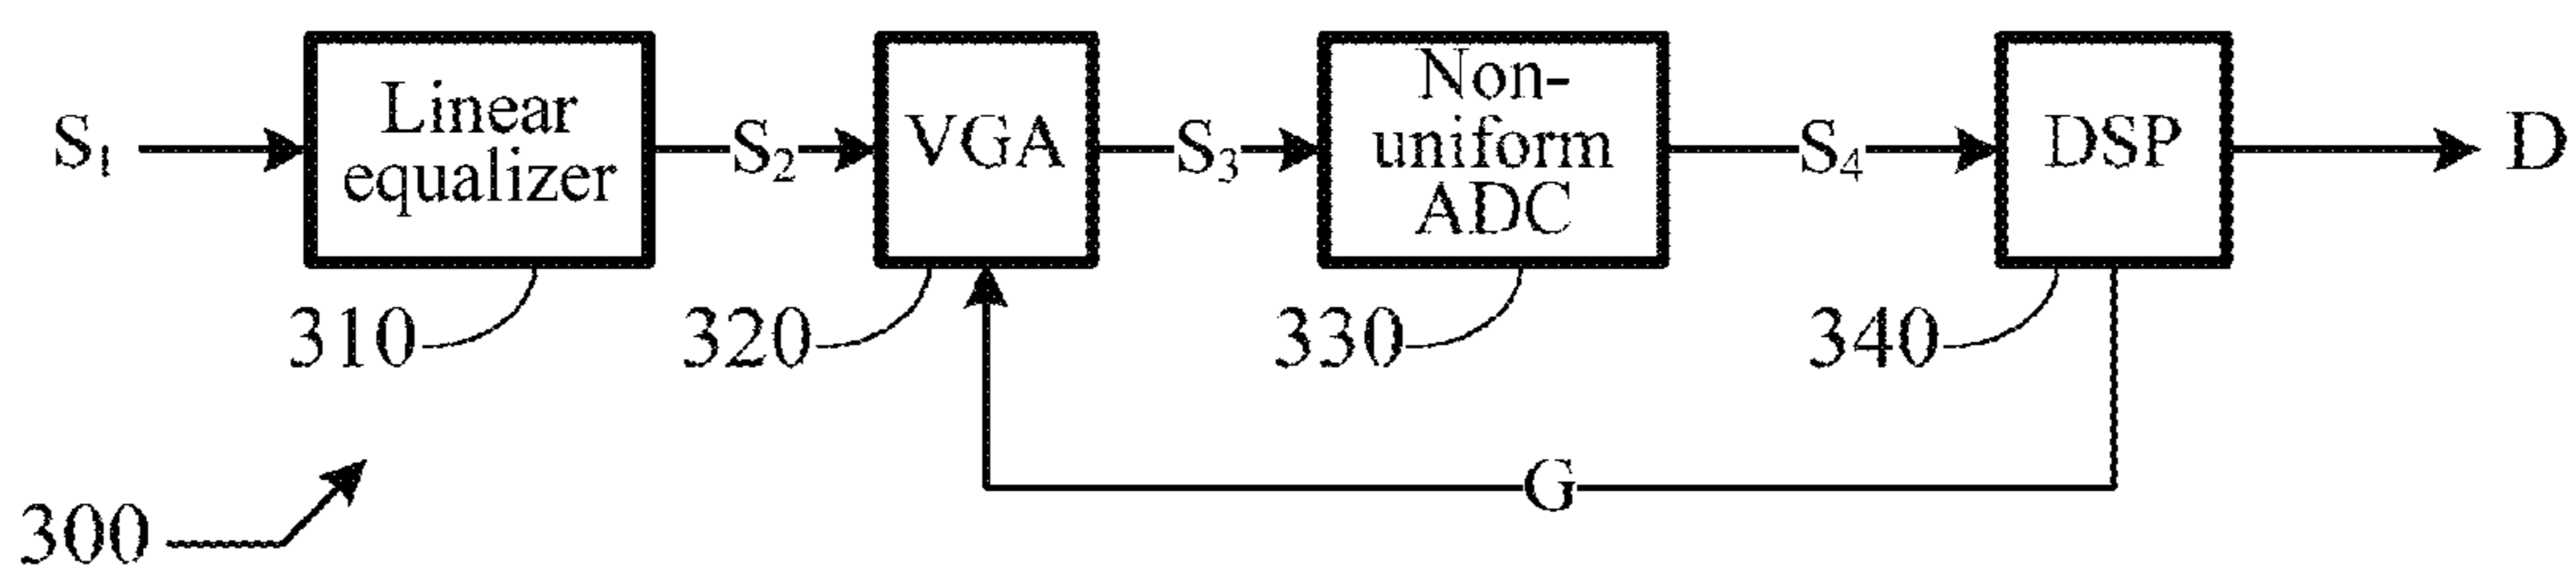 S₁
Linear
equalizer
S₂
VGA
S₃
Non-
uniform
ADC
S₄
DSP
D
310
320
330
340
G
300